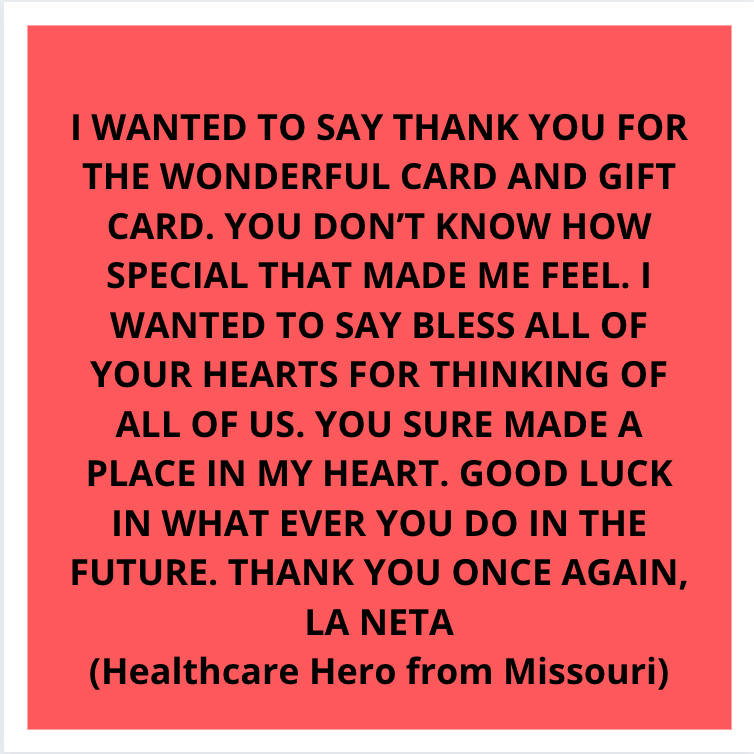 I WANTED TO SAY THANK YOU FOR
THE WONDERFUL CARD AND GIFT
CARD. YOU DON’T KNOW HOW
SPECIAL THAT MADE ME FEEL. I
WANTED TO SAY BLESS ALL OF
YOUR HEARTS FOR THINKING OF
ALL OF US. YOU SURE MADE A
PLACE IN MY HEART. GOOD LUCK
IN WHAT EVER YOU DO IN THE
FUTURE. THANK YOU ONCE AGAIN,
LA NETA
(Healthcare Hero from Missouri)